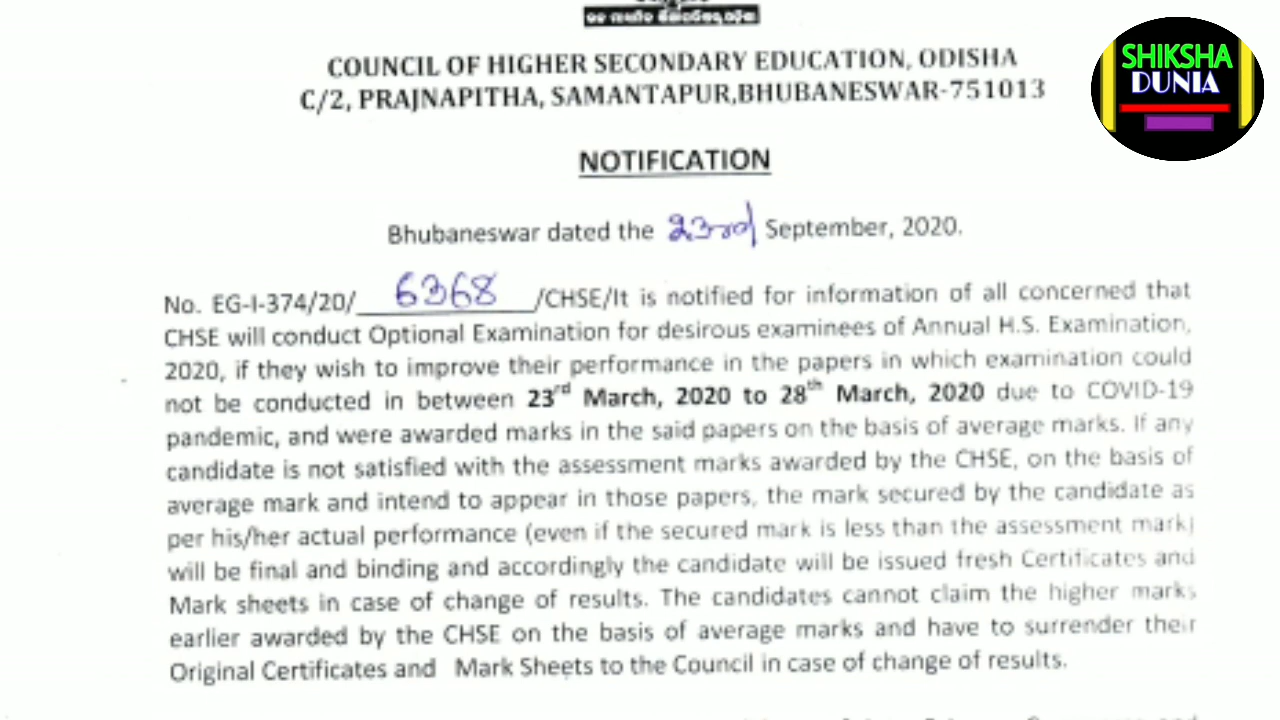 COUNCIL OF HIGHER SECONDARY EDUCATION, ODISHA
C/2, PRAJNAPITHA, SAMANTAPUR,BHUBANESWAR-751013
SHIKSHA
DUNIA
NOTIFICATION
Bhubaneswar dated the 23rd September, 2020.
No. EG-I-374/20/ 6368 /CHSE/It is notified for information of all concerned that
CHSE will conduct Optional Examination for desirous examinees of Annual H.S. Examination,
2020, if they wish to improve their performance in the papers in which examination could
not be conducted in between 23rd March, 2020 to 28th March, 2020 due to COVID-19
pandemic, and were awarded marks in the said papers on the basis of average marks. If any
candidate is not satisfied with the assessment marks awarded by the CHSE, on the basis of
average mark and intend to appear in those papers, the mark secured by the candidate as
per his/her actual performance (even if the secured mark is less than the assessment mark)
will be final and binding and accordingly the candidate will be issued fresh Certificates and
Mark sheets in case of change of results. The candidates cannot claim the higher marks
earlier awarded by the CHSE on the basis of average marks and have to surrender their
Original Certificates and Mark Sheets to the Council in case of change of results.